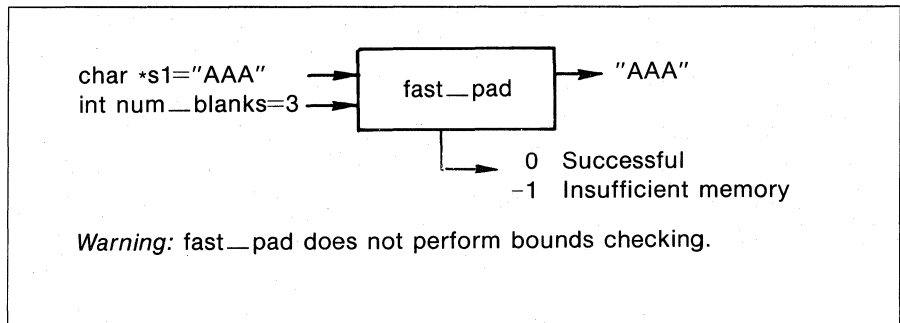 char *s1="AAA"
int num_blanks=3
fast_pad
"AAA"
0 Successful
-1 Insufficient memory
Warning: fast_pad does not perform bounds checking.